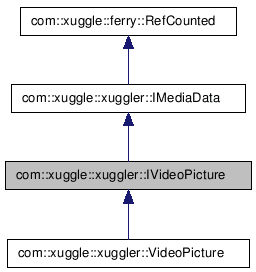 com::xuggle::ferry::RefCounted
com::xuggle::xuggler::IMediaData
com::xuggle::xuggler::IVideoPicture
com::xuggle::xuggler::VideoPicture